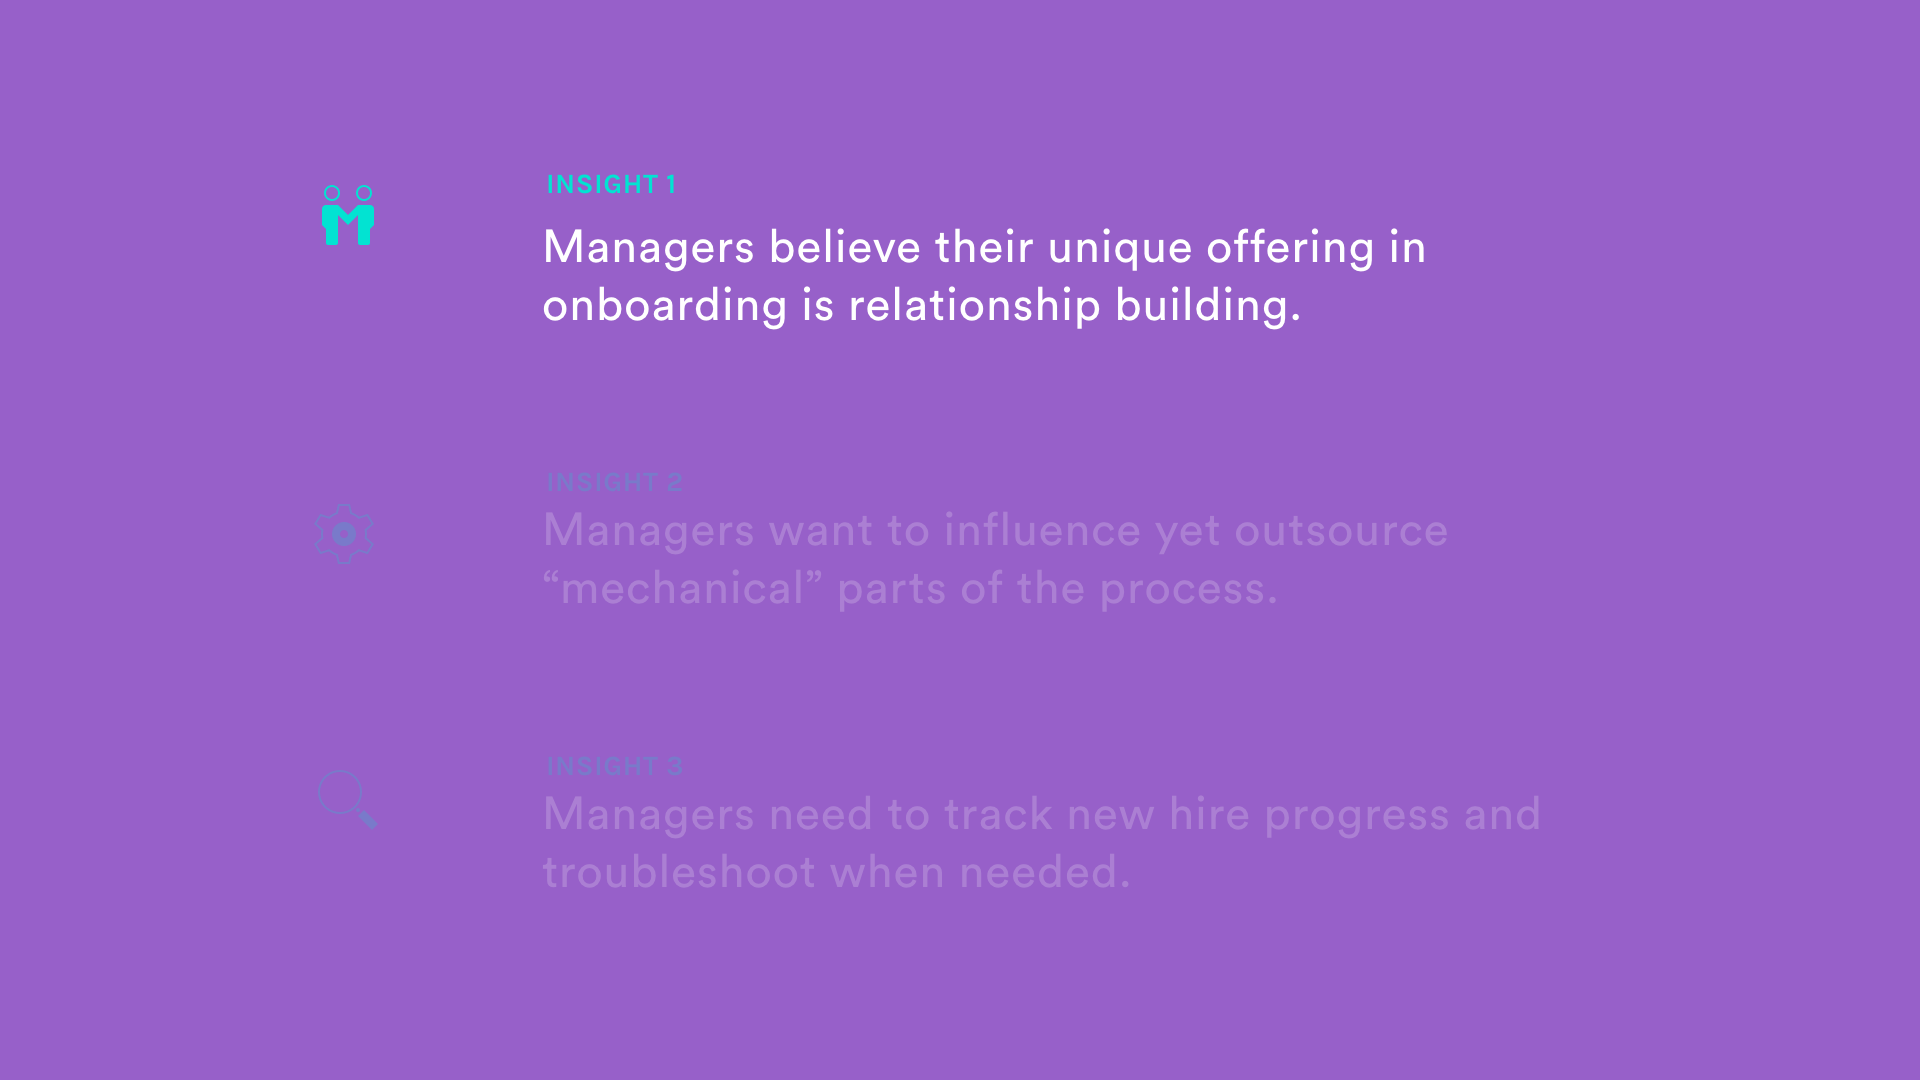 INSIGHT 1
Managers believe their unique offering in
onboarding is relationship building.
INSIGHT 2
Managers want to influence yet outsource
“mechanical” parts of the process.
INSIGHT 3
Managers need to track new hire progress and
troubleshoot when needed.